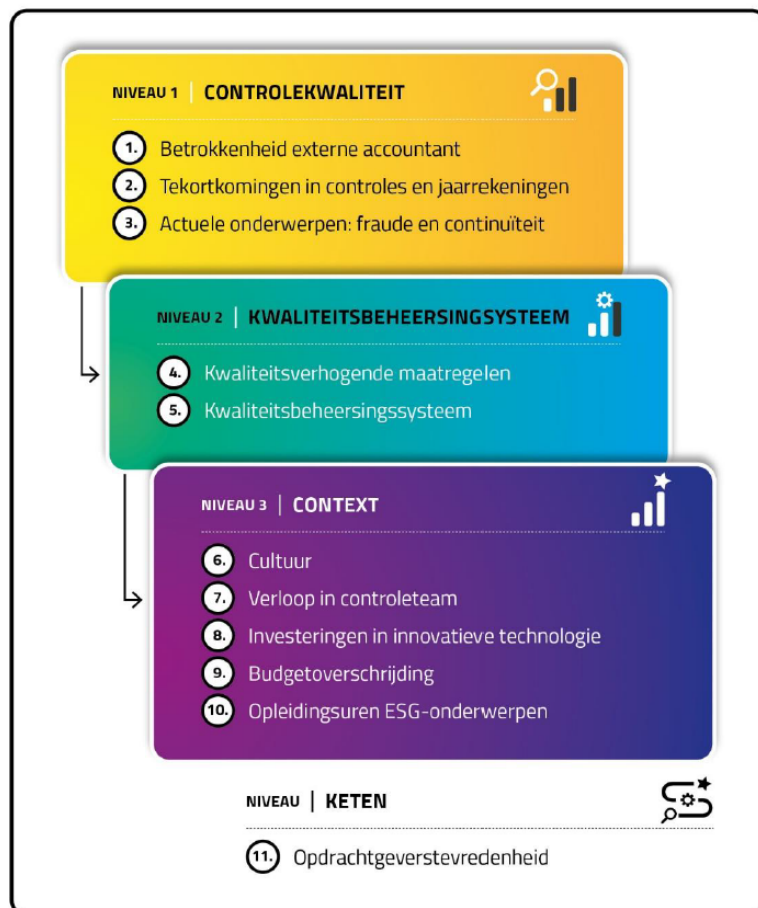 NIVEAU 1 | CONTROLEKWALITEIT
1. Betrokkenheid externe accountant
2. Tekortkomingen in controles en jaarrekeningen
3. Actuele onderwerpen: fraude en continuïteit
NIVEAU 2 | KWALITEITSBEHEERSINGSYSTEEM
4. Kwaliteitsverhogende maatregelen
5. Kwaliteitsbeheersingssysteem
NIVEAU 3 | CONTEXT
6. Cultuur
7. Verloop in controleteam
8. Investeringen in innovatieve technologie
9. Budgetoverschrijding
10. Opleidingsuren ESG-onderwerpen
NIVEAU | KETEN
11. Opdrachtgeverstevredenheid